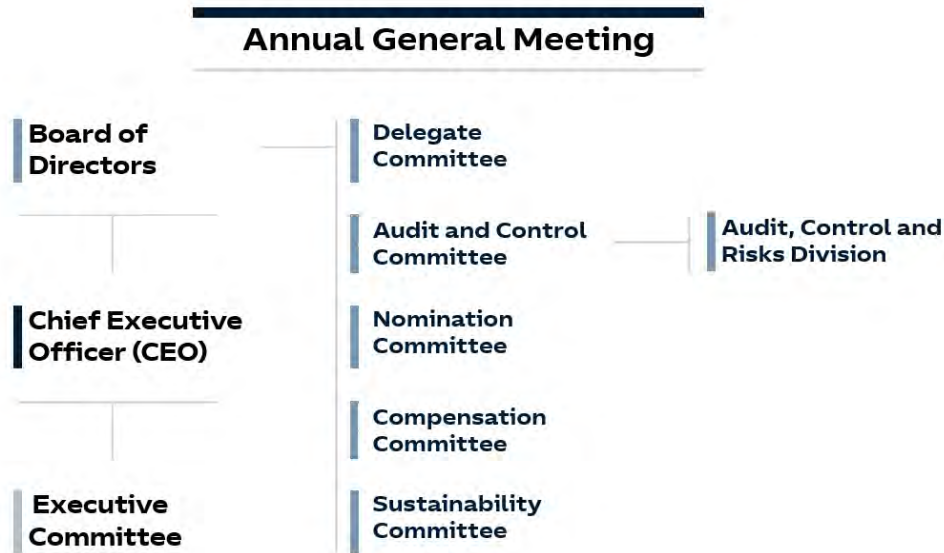 Annual General Meeting
Board of
Directors
Delegate
Committee
Audit and Control
Committee
Audit, Control and
Risks Division
Chief Executive
Officer (CEO)
Nomination
Committee
Compensation
Committee
Executive
Committee
Sustainability
Committee